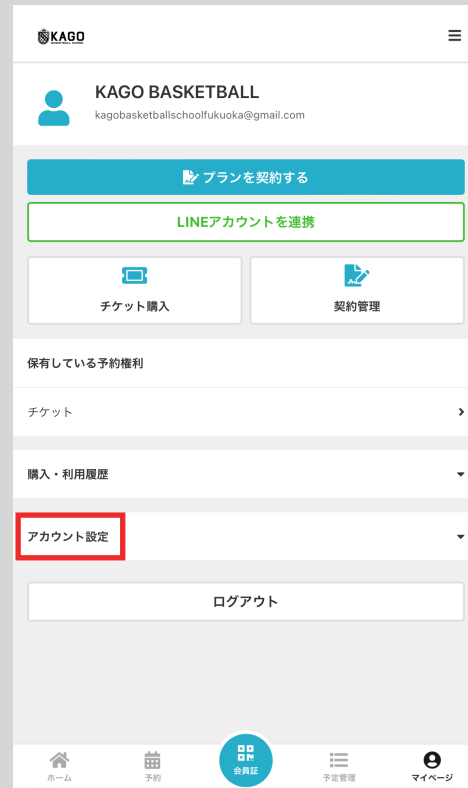 KAGO
KAGO BASKETBALL
kagobasketballschoolfukuoka@gmail.com
プランを契約する
LINEアカウントを連携
チケット購入
契約管理
保有している予約権利
チケット
購入・利用履歴
アカウント設定
ログアウト
ホーム
予約
会員証
予定管理
マイページ